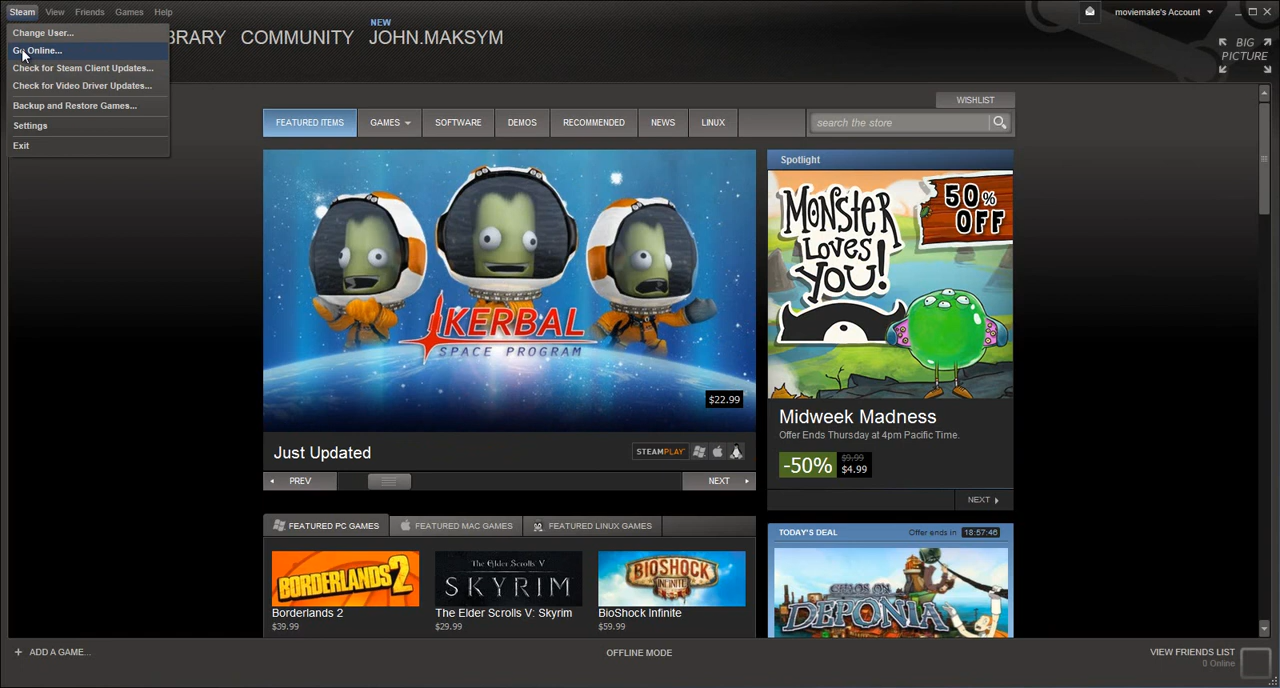 Steam View Friends Games Help
moviemake's Account
Change User...
Go Online...
Check for Steam Client Updates...
Check for Video Driver Updates...
Backup and Restore Games...
Settings
Exit
NEW
BRARY COMMUNITY JOHN.MAKSYM
BIG
PICTURE
WISHLIST
FEATURED ITEMS GAMES SOFTWARE DEMOS RECOMMENDED NEWS LINUX
search the store
KERBAL
SPACE PROGRAM
$22.99
Just Updated
STEAMPLAY
PREV NEXT
Spotlight
MONSTER
LOVES
YOU!
50%
OFF
Midweek Madness
Offer Ends Thursday at 4pm Pacific Time.
-50% $9.99
$4.99
NEXT
FEATURED PC GAMES FEATURED MAC GAMES FEATURED LINUX GAMES
BORDERLANDS 2
Borderlands 2
$39.99
The Elder Scrolls V
SKYRIM
The Elder Scrolls V: Skyrim
$29.99
BIOSHOCK
INFINITE
BioShock Infinite
$59.99
TODAY'S DEAL Offer ends in 18:57:46
CHAOS ON
DEPONIA
ADD A GAME...
OFFLINE MODE
VIEW FRIENDS LIST
0 Online